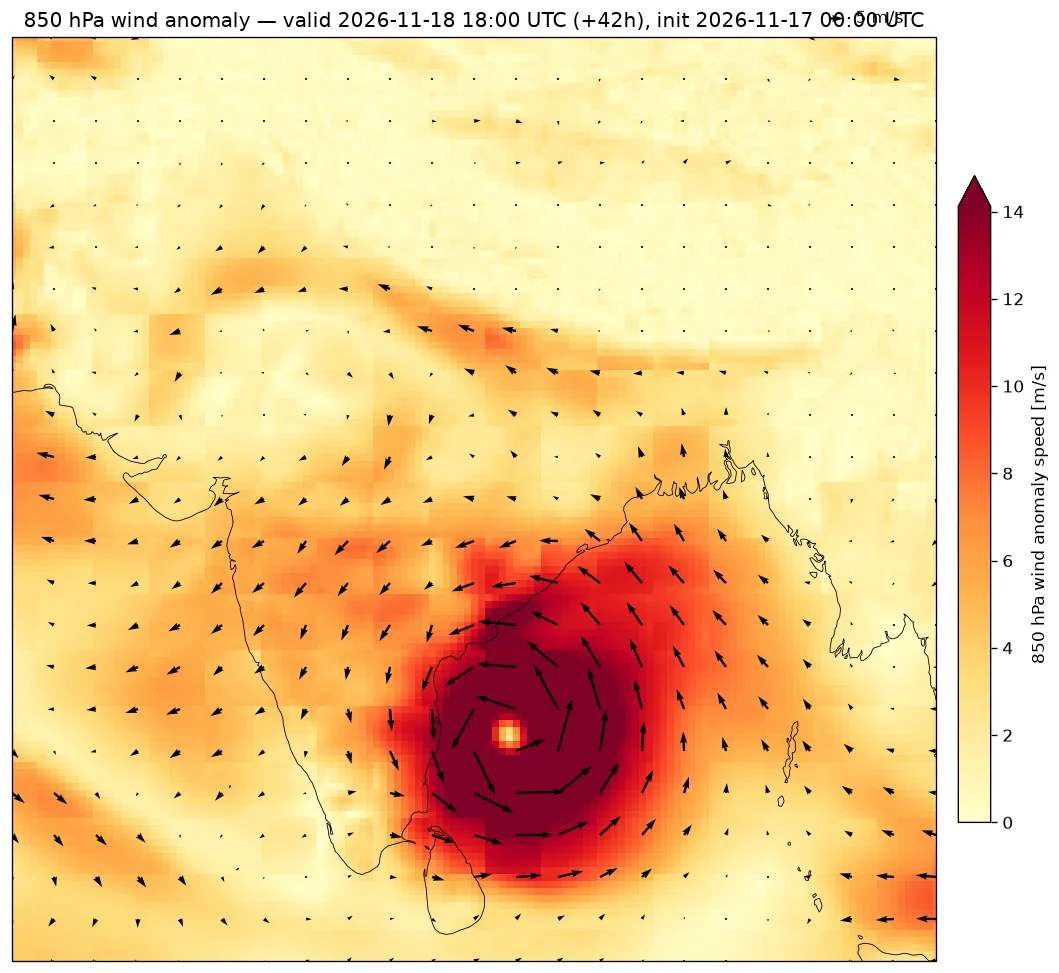 850 hPa wind anomaly — valid 2026-11-18 18:00 UTC (+42h), init 2026-11-17 00:00 UTC
5 m/s
14
12
10
8
6
4
2
0
850 hPa wind anomaly speed [m/s]